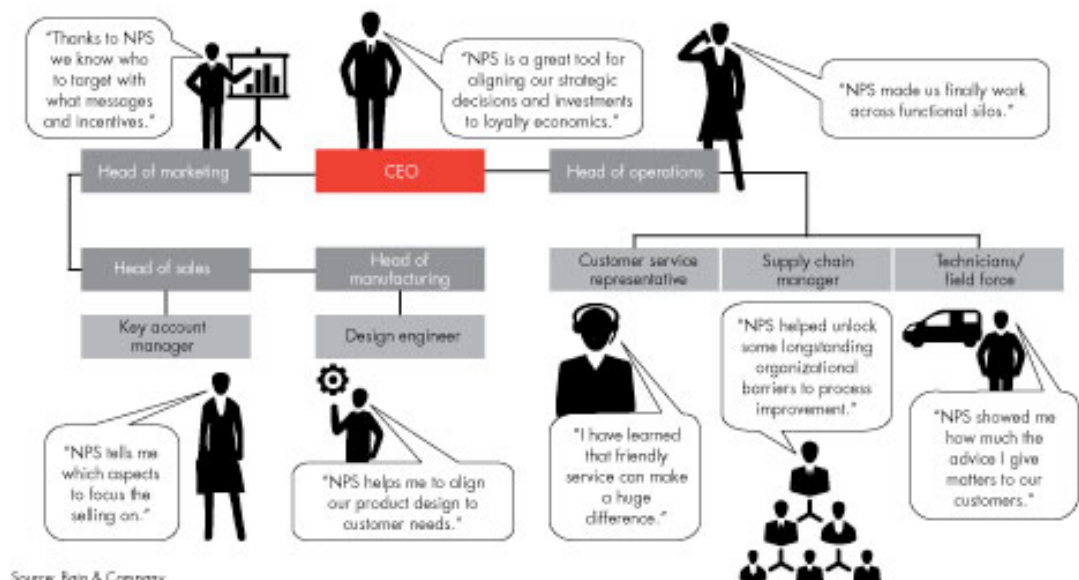 "Thanks to NPS
we know who
to target with
what messages
and incentives."
"NPS is a great tool for
aligning our strategic
decisions and investments
to loyalty economics."
"NPS made us finally work
across functional silos."
Head of marketing
CEO
Head of operations
Head of sales
Head of
manufacturing
Customer service
representative
Supply chain
manager
Technicians/
field force
Key account
manager
Design engineer
"NPS tells me
which aspects
to focus the
selling on."
"NPS helps me to align
our product design to
customer needs."
"I have learned
that friendly
service can make
a huge
difference."
"NPS helped unlock
some longstanding
organizational
barriers to process
improvement."
"NPS showed me
how much the
advice I give
matters to our
customers."
Source: Bain & Company